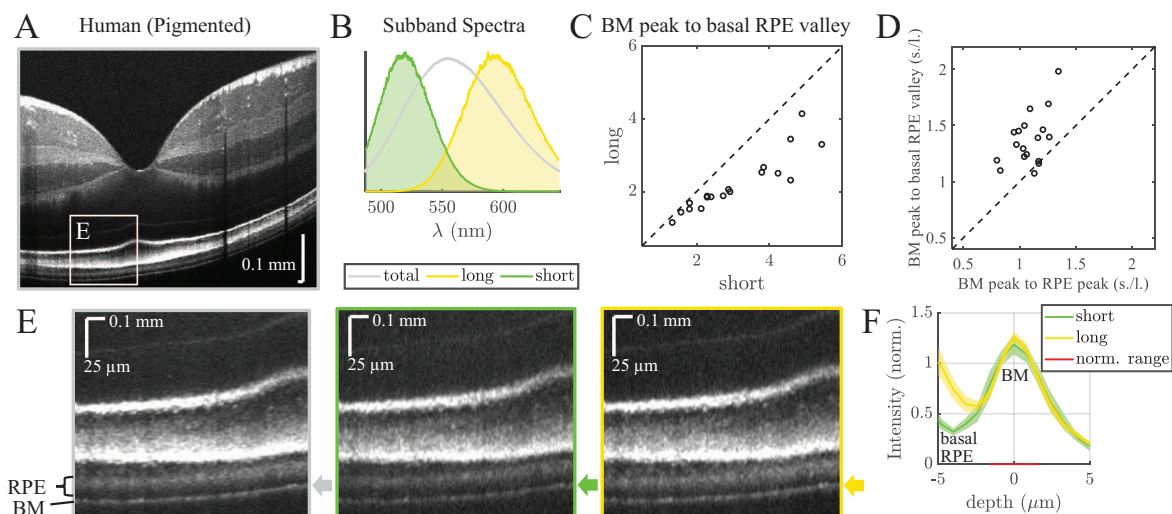 A Human (Pigmented)
E
0.1 mm
B Subband Spectra
500 550 600
λ (nm)
total long short
C BM peak to basal RPE valley
6
4
2
long
2 4 6
short
D
BM peak to basal RPE valley (s./l.)
2
1.5
1
0.5
0.5 1 1.5 2
BM peak to RPE peak (s./l.)
E
0.1 mm
25 µm
RPE
BM
0.1 mm
25 µm
0.1 mm
25 µm
F
short
long
norm. range
Intensity (norm.)
1.5
1
0.5
0
BM
basal
RPE
-5 0 5
depth (µm)